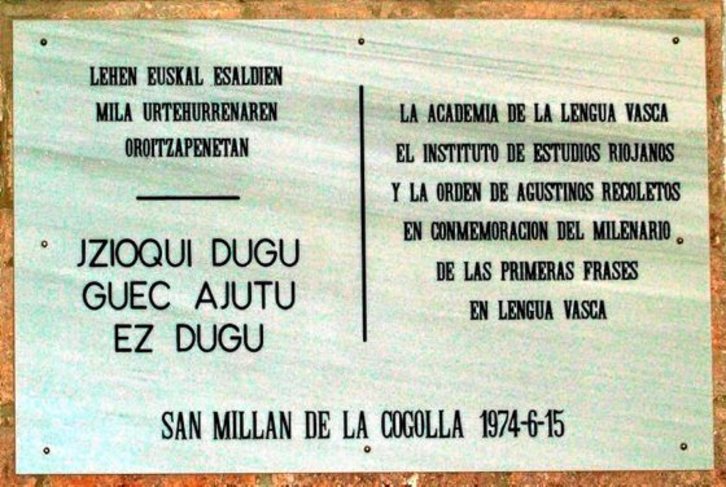 LEHEN EUSKAL ESALDIEN
MILA URTEHURRENAREN
OROITZAPENETAN
JZIOQUI DUGU
GUEC AJUTU
EZ DUGU
LA ACADEMIA DE LA LENGUA VASCA
EL INSTITUTO DE ESTUDIOS RIOJANOS
Y LA ORDEN DE AGUSTINOS RECOLETOS
EN CONMEMORACION DEL MILENARIO
DE LAS PRIMERAS FRASES
EN LENGUA VASCA
SAN MILLAN DE LA COGOLLA 1974-6-15